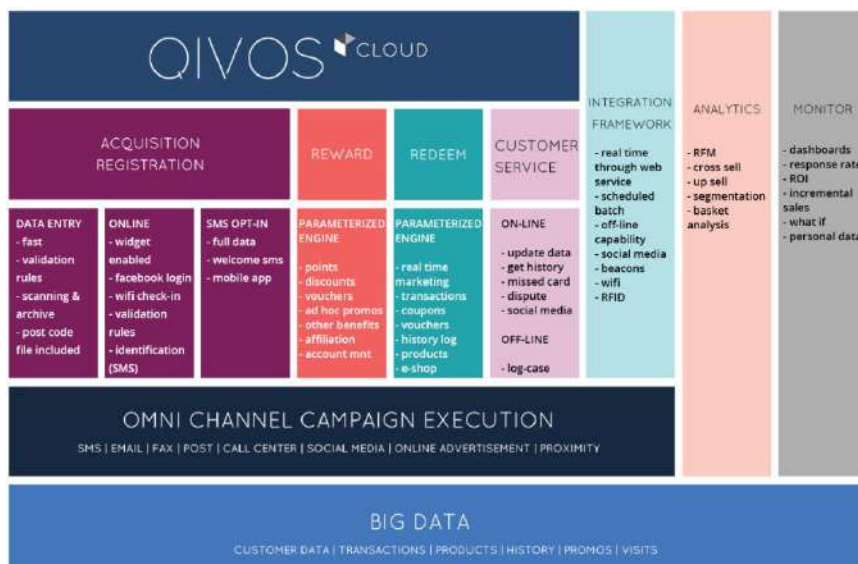 QIVOS CLOUD
ACQUISITION
REGISTRATION
DATA ENTRY
- fast
- validation
rules
- scanning &
archive
- post code
file included
ONLINE
- widget
enabled
- facebook login
- wifi check-in
- validation
rules
- identification
(SMS)
SMS OPT-IN
- full data
- welcome sms
- mobile app
REWARD
PARAMETERIZED
ENGINE
- points
- discounts
- vouchers
- ad hoc promos
- other benefits
- affiliation
- account mnt
REDEEM
PARAMETERIZED
ENGINE
- real time
marketing
- transactions
- coupons
- vouchers
- history log
- products
- e-shop
CUSTOMER
SERVICE
ON-LINE
- update data
- get history
- missed card
- dispute
- social media
OFF-LINE
- log-case
INTEGRATION
FRAMEWORK
- real time
through web
service
- scheduled
batch
- off-line
capability
- social media
- beacons
- wifi
- RFID
ANALYTICS
- RFM
- cross sell
- up sell
- segmentation
- basket
analysis
MONITOR
- dashboards
- response rate
- ROI
- incremental
sales
- what if
- personal data
OMNI CHANNEL CAMPAIGN EXECUTION
SMS | EMAIL | FAX | POST | CALL CENTER | SOCIAL MEDIA | ONLINE ADVERTISEMENT | PROXIMITY
BIG DATA
CUSTOMER DATA | TRANSACTIONS | PRODUCTS | HISTORY | PROMOS | VISITS